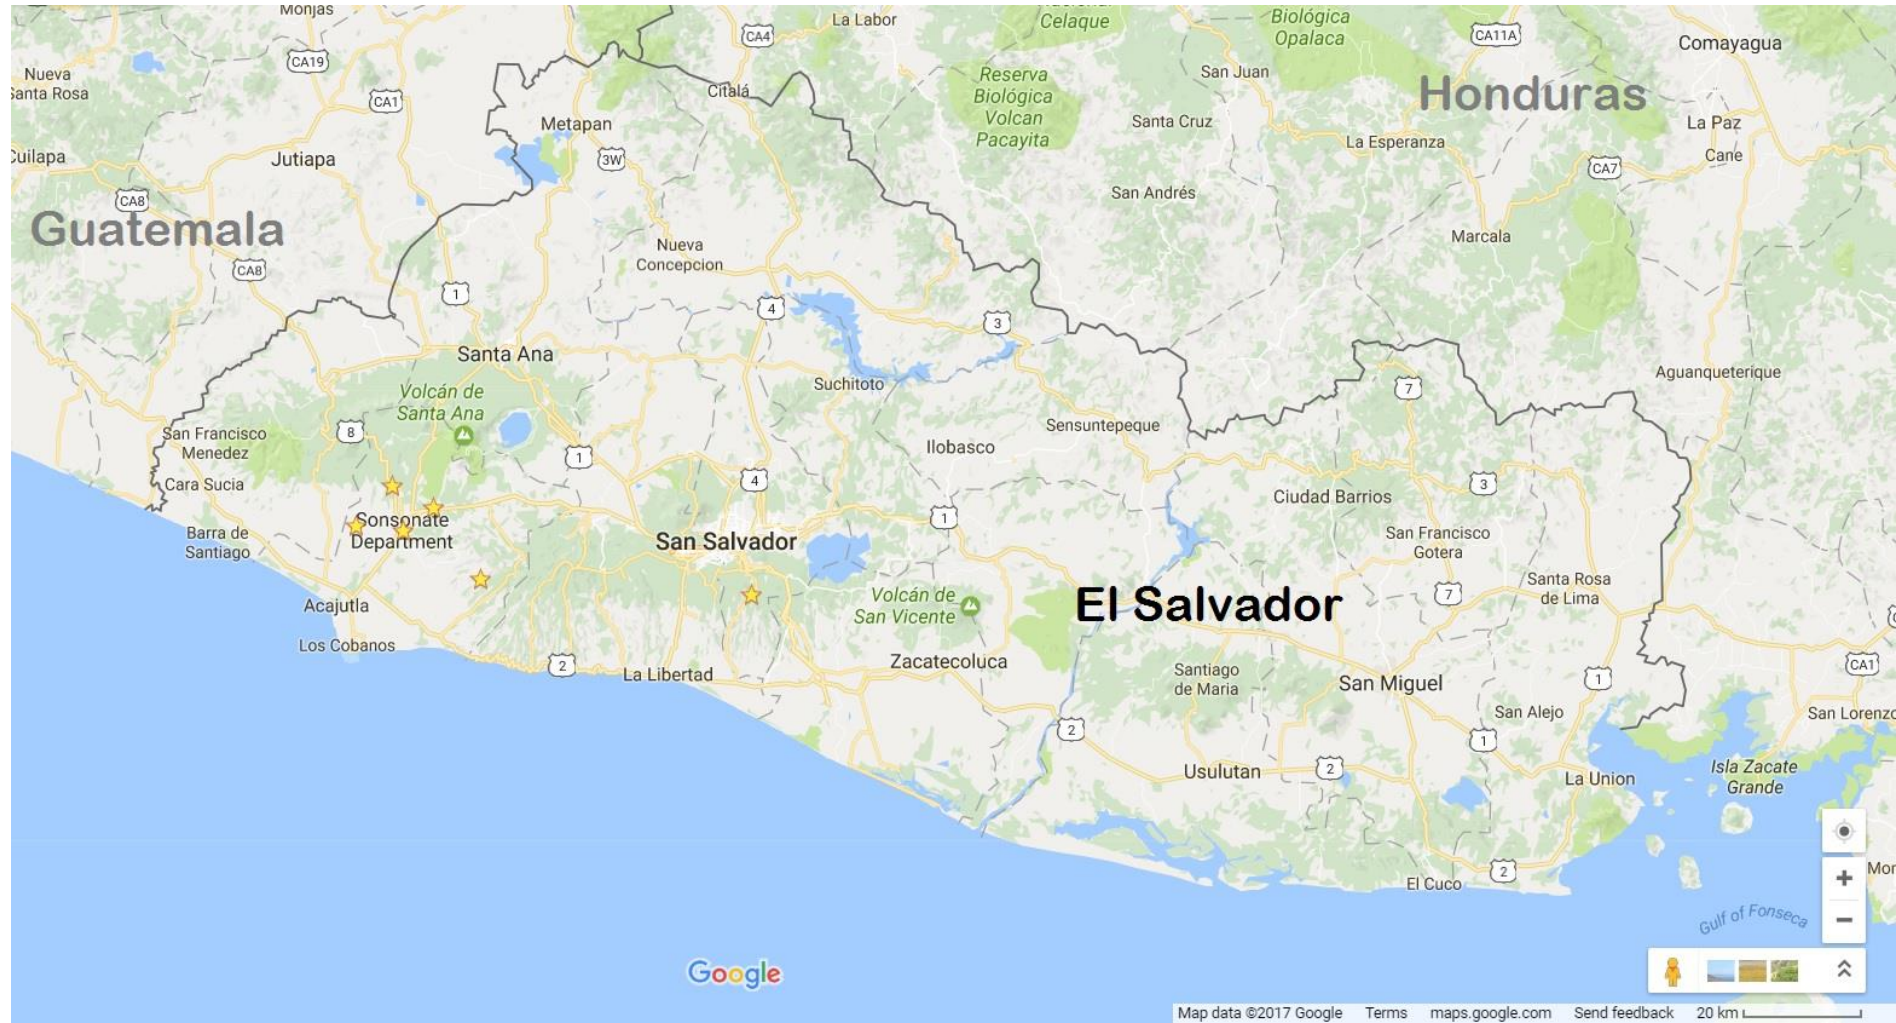 Monjas
La Labor
Celaque
Biológica
Opalaca
CA11A
Comayagua
CA4
CA19
Nueva
Santa Rosa
CA1
San Juan
Reserva
Biológica
Volcan
Pacayita
Honduras
Citalá
Metapan
Santa Cruz
La Esperanza
La Paz
Cane
Cuilapa
Jutiapa
3W
CA7
CA8
San Andrés
Guatemala
Marcala
Nueva
Concepcion
CA8
1
4
3
Santa Ana
Suchitoto
7
Aguanqueterique
Volcán de
Santa Ana
8
San Francisco
Menedez
Sensuntepeque
Ilobasco
1
4
3
Cara Sucia
Ciudad Barrios
1
Sonsonate
Department
Barra de
Santiago
San Salvador
San Francisco
Gotera
Santa Rosa
de Lima
7
Volcán de
San Vicente
El Salvador
Acajutla
Los Cobanos
2
La Libertad
Zacatecoluca
Santiago
de Maria
San Miguel
1
CA1
San Alejo
San Lorenzo
2
1
Usulutan
2
La Union
Isla Zacate
Grande
El Cuco
2
Gulf of Fonseca
Google
Map data ©2017 Google Terms maps.google.com Send feedback 20 km